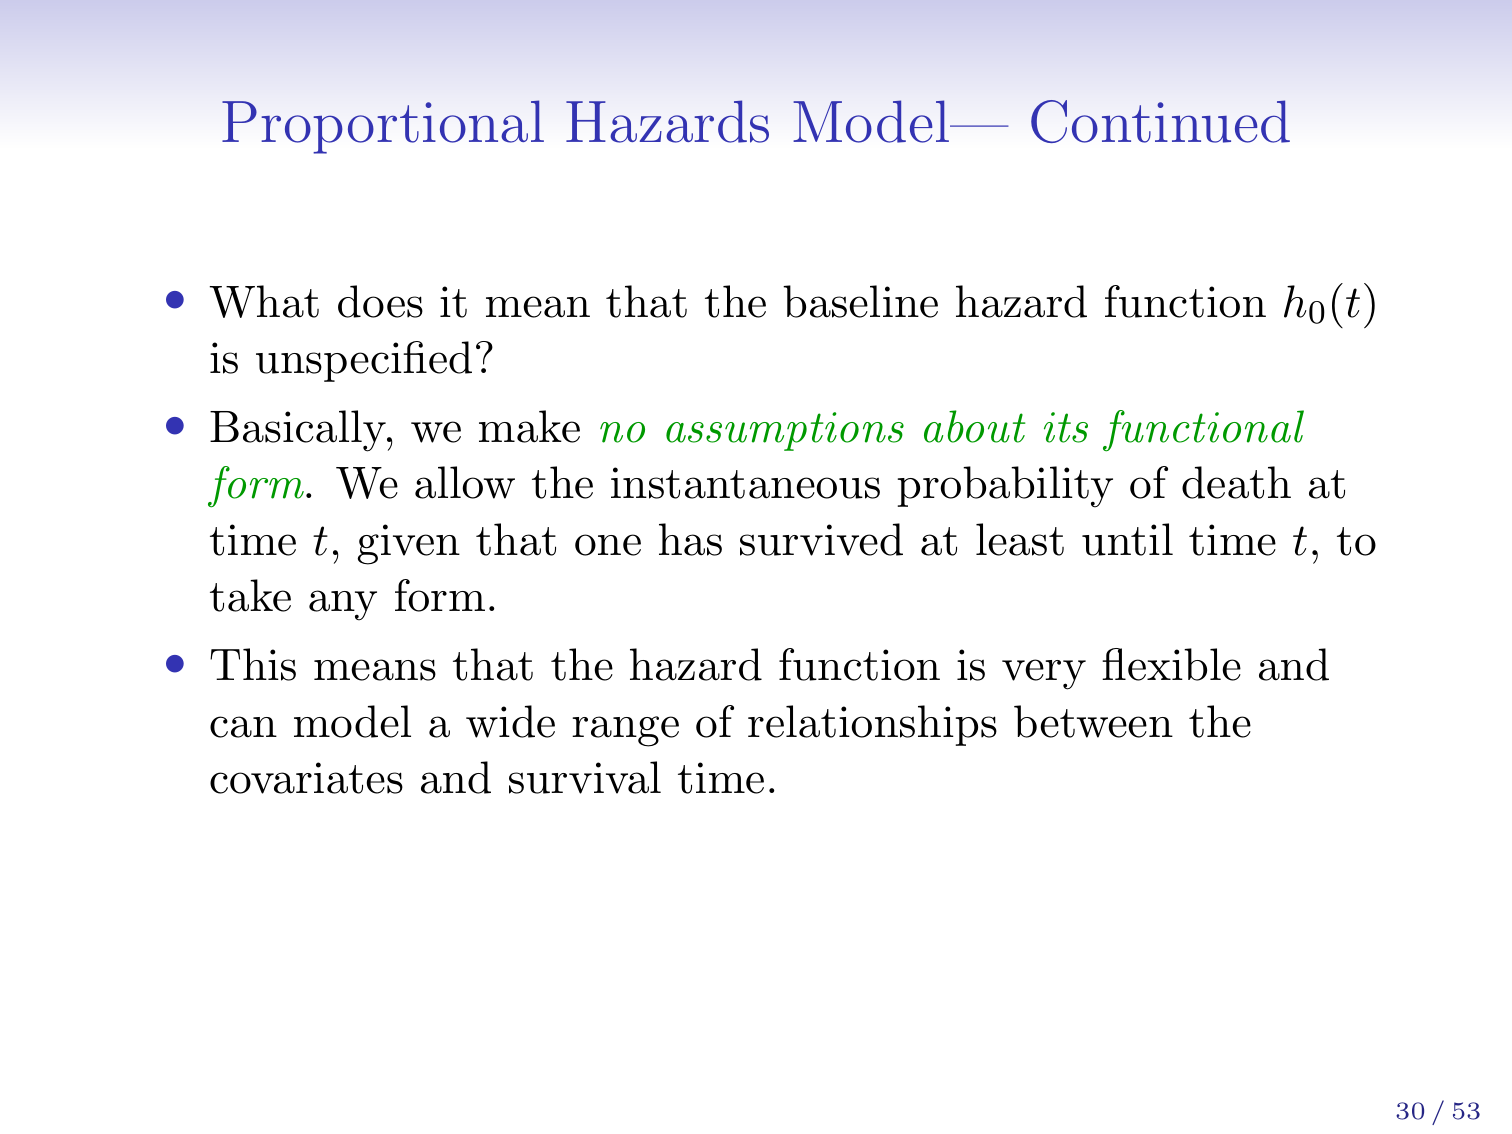 Proportional Hazards Model— Continued
• What does it mean that the baseline hazard function h₀(t)
is unspecified?
• Basically, we make no assumptions about its functional
form. We allow the instantaneous probability of death at
time t, given that one has survived at least until time t, to
take any form.
• This means that the hazard function is very flexible and
can model a wide range of relationships between the
covariates and survival time.
30 / 53